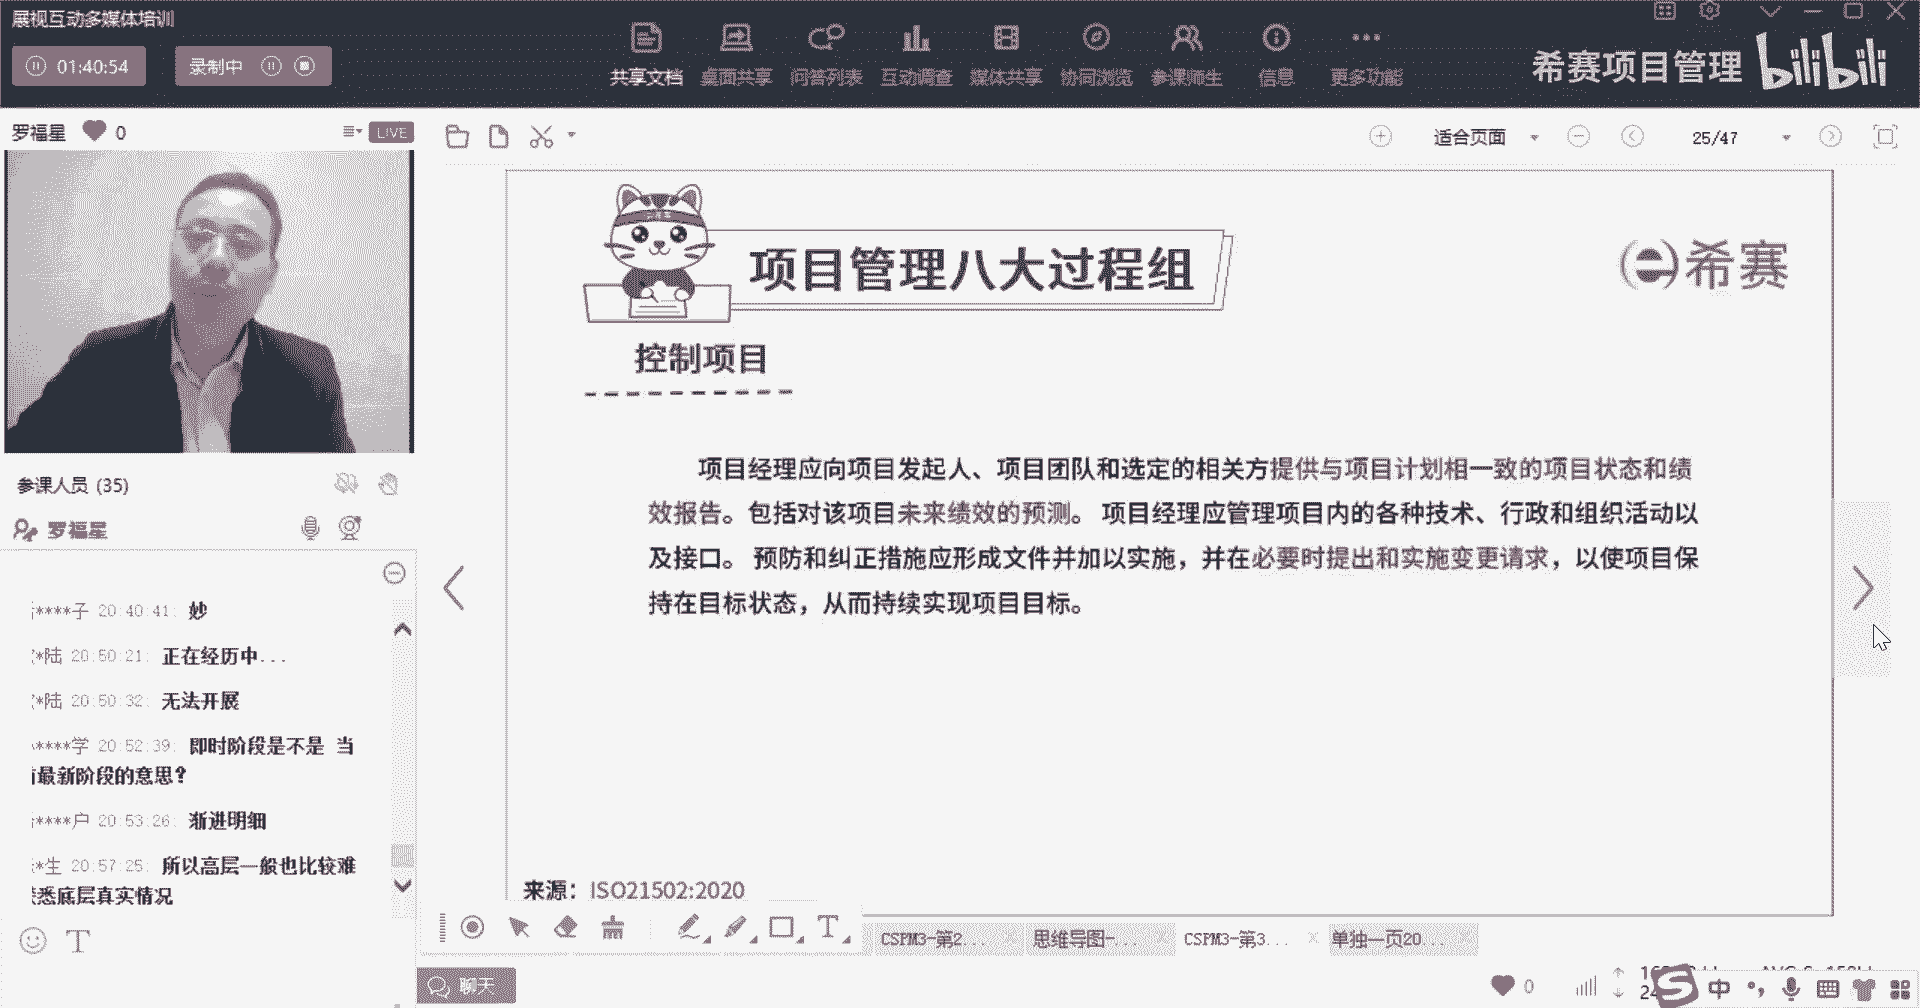 展视互动多媒体培训
01:40:54
录制中
共享文档 桌面共享 问答列表 互动调查 媒体共享 协同浏览 参课师生 信息 更多功能
希赛项目管理 bilibili
罗福星 0 LIVE
适合页面 25/47
项目管理八大过程组
希赛
控制项目
项目经理应向项目发起人、项目团队和选定的相关方提供与项目计划相一致的项目状态和绩
效报告。包括对该项目未来绩效的预测。 项目经理应管理项目内的各种技术、行政和组织活动以
及接口。 预防和纠正措施应形成文件并加以实施，并在必要时提出和实施变更请求，以使项目保
持在目标状态，从而持续实现项目目标。
来源：ISO21502:2020
参课人员 (35)
罗福星
****子 20:40:41: 妙
*陆 20:50:21: 正在经历中...
*陆 20:50:32: 无法开展
****学 20:52:39: 即时阶段是不是 当
最新阶段的意思？
****户 20:53:26: 渐进明细
*生 20:57:25: 所以高层一般也比较难
悉底层真实情况
T
CSPM3-第2... 思维导图-... CSPM3-第3... 单独一页20...
聊天
0
中